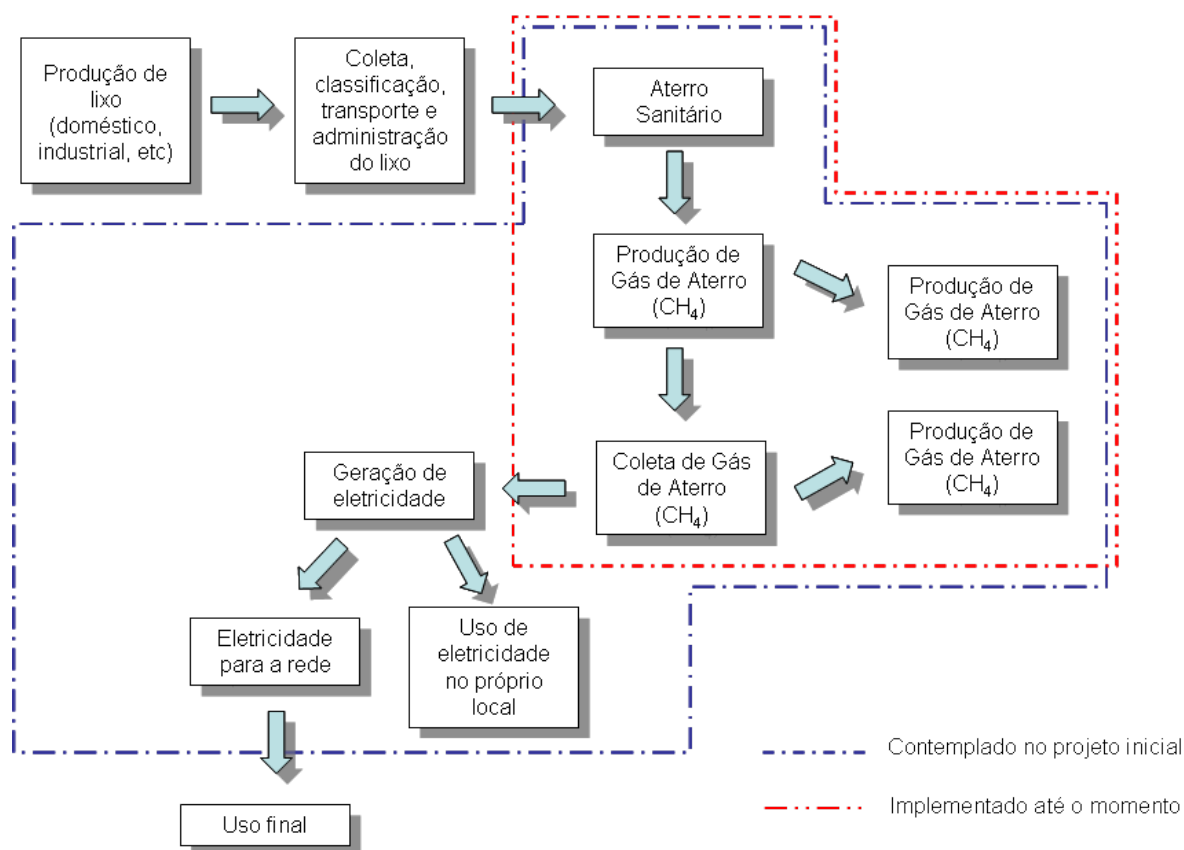 Produção de
lixo
(doméstico,
industrial, etc)
Coleta,
classificação,
transporte e
administração
do lixo
Aterro
Sanitário
Produção de
Gás de Aterro
(CH₄)
Produção de
Gás de Aterro
(CH₄)
Coleta de Gás
de Aterro
(CH₄)
Produção de
Gás de Aterro
(CH₄)
Geração de
eletricidade
Eletricidade
para a rede
Uso de
eletricidade
no próprio
local
Uso final
Contemplado no projeto inicial
Implementado até o momento